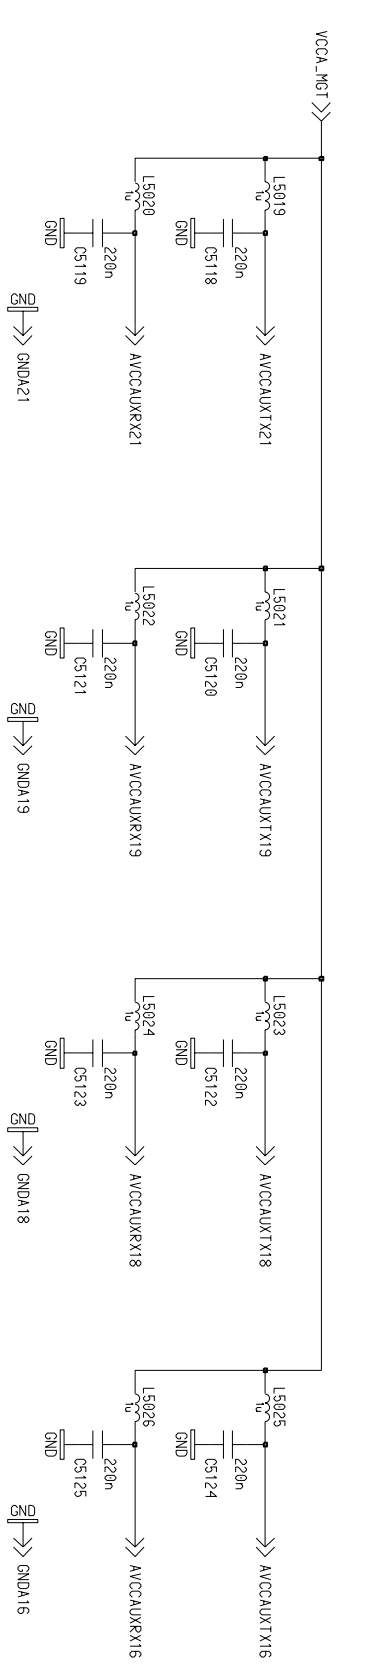 VCCA_MGT
L5019
1u
220n
C5118
GND
AVCCAUXTX21
L5020
1u
220n
C5119
GND
AVCCAUXRX21
GND
GNDA21
L5021
1u
220n
C5120
GND
AVCCAUXTX19
L5022
1u
220n
C5121
GND
AVCCAUXRX19
GND
GNDA19
L5023
1u
220n
C5122
GND
AVCCAUXTX18
L5024
1u
220n
C5123
GND
AVCCAUXRX18
GND
GNDA18
L5025
1u
220n
C5124
GND
AVCCAUXTX16
L5026
1u
220n
C5125
GND
AVCCAUXRX16
GND
GNDA16